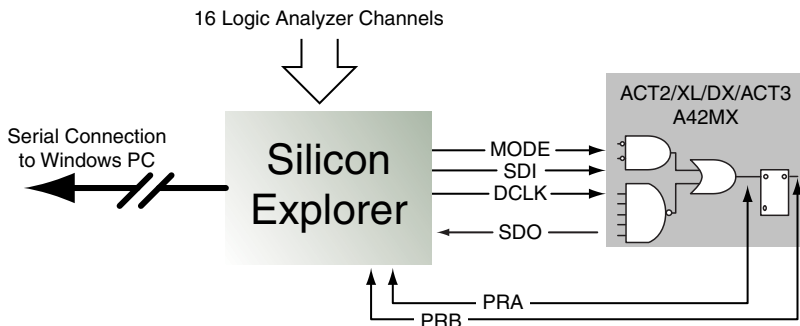 16 Logic Analyzer Channels
Serial Connection
to Windows PC
Silicon
Explorer
MODE
SDI
DCLK
SDO
ACT2/XL/DX/ACT3
A42MX
PRA
PRB